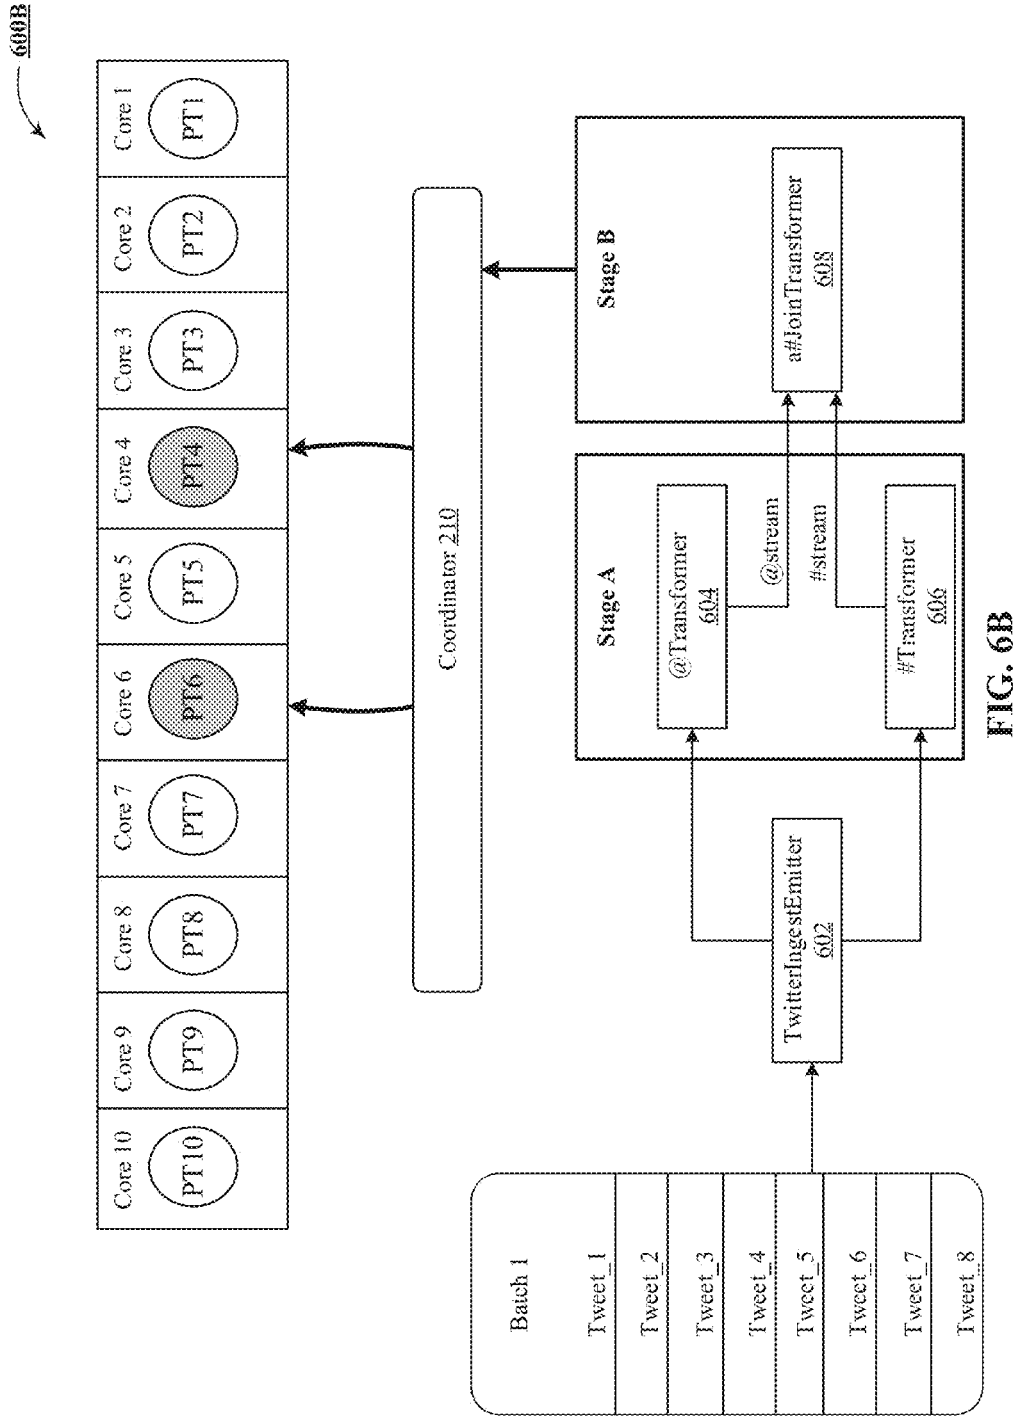 600B
Core 10
Core 9
Core 8
Core 7
Core 6
Core 5
Core 4
Core 3
Core 2
Core 1
PT10
PT9
PT8
PT7
PT6
PT5
PT4
PT3
PT2
PT1
Coordinator 210
Batch 1
Tweet_1
Tweet_2
Tweet_3
Tweet_4
Tweet_5
Tweet_6
Tweet_7
Tweet_8
TwitterIngestEmitter
602
Stage A
@Transformer
604
@stream
#stream
#Transformer
606
Stage B
a#JoinTransformer
608
FIG. 6B